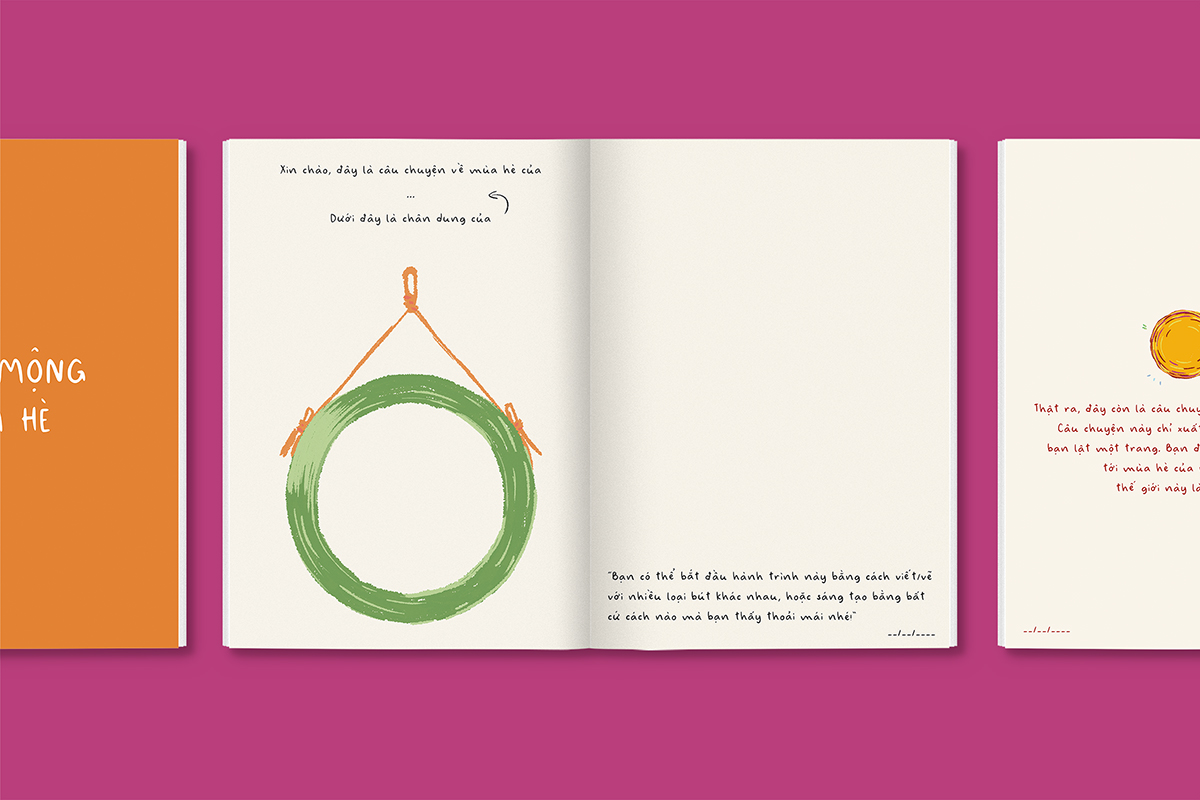 MỘNG
HÈ
Xin chào, đây là câu chuyện về mùa hè của
...
Dưới đây là chân dung của
"Bạn có thể bắt đầu hành trình này bằng cách viết/vẽ
với nhiều loại bút khác nhau, hoặc sáng tạo bằng bất
cứ cách nào mà bạn thấy thoải mái nhé!"
--/--/----
Thật ra, đây còn là câu
Câu chuyện này chỉ xuất
bạn lật một trang. Bạn
tới mùa hè của
thế giới này
--/--/----